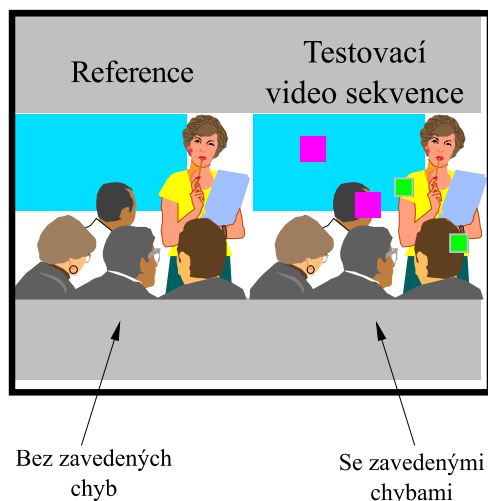 Reference
Testovací
video sekvence
Bez zavedených
chyb
Se zavedenými
chybami